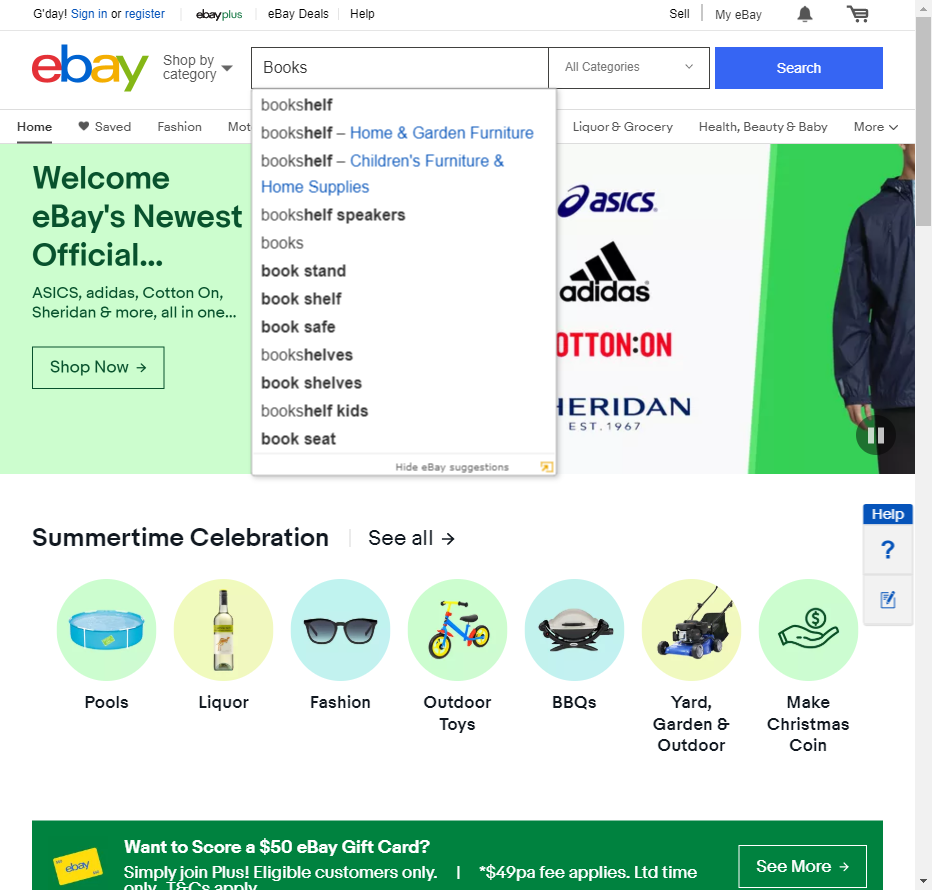 G'day! Sign in or register
ebayplus
eBay Deals
Help
Sell
My eBay
ebay
Shop by
category
Books
All Categories
Search
Home
Saved
Fashion
Mot
Liquor & Grocery
Health, Beauty & Baby
More
bookshelf
bookshelf – Home & Garden Furniture
bookshelf – Children's Furniture &
Home Supplies
bookshelf speakers
books
book stand
book shelf
book safe
bookshelves
book shelves
bookshelf kids
book seat
Hide eBay suggestions
Welcome
eBay's Newest
Official...
ASICS, adidas, Cotton On,
Sheridan & more, all in one...
Shop Now →
asics
adidas
OTTON:ON
HERIDAN
EST.1967
Help
?
Summertime Celebration
See all →
Pools
Liquor
Fashion
Outdoor
Toys
BBQs
Yard,
Garden &
Outdoor
Make
Christmas
Coin
$
ebay
Want to Score a $50 eBay Gift Card?
Simply join Plus! Eligible customers only. | *$49pa fee applies. Ltd time
only. T&Cs apply.
See More →